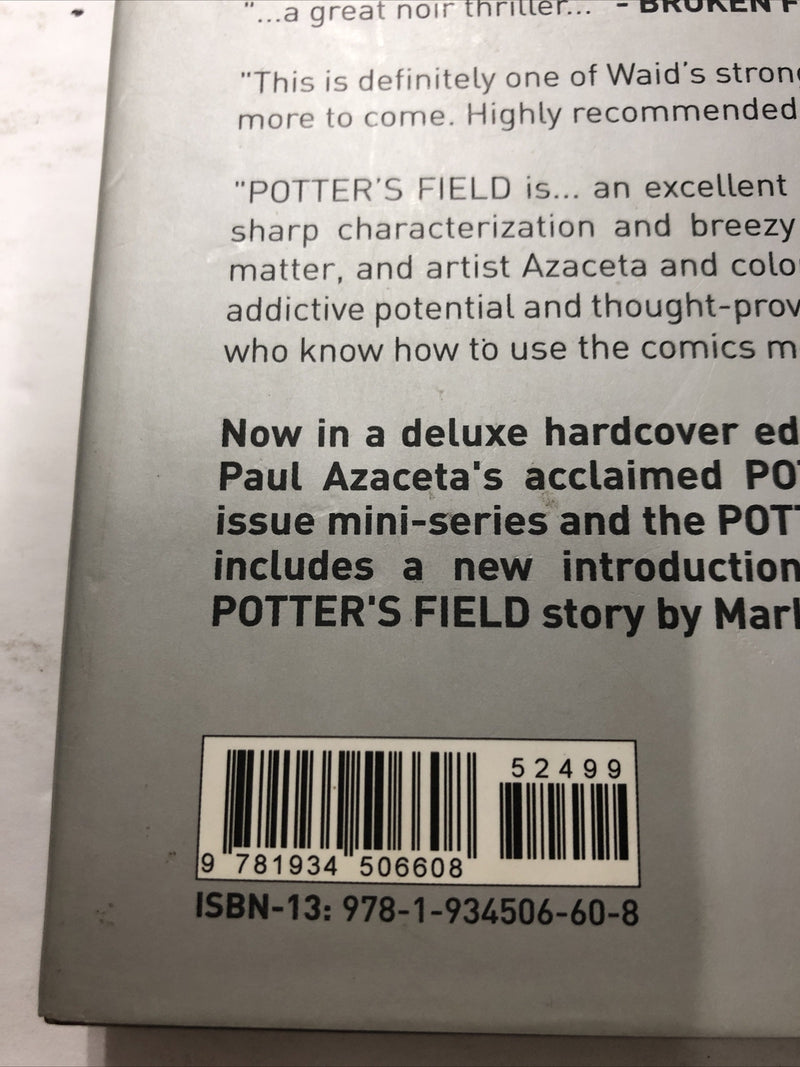 "...a great noir thriller... - BROKEN F
"This is definitely one of Waid's strong
more to come. Highly recommended
"POTTER'S FIELD is... an excellent
sharp characterization and breezy
matter, and artist Azaceta and colo
addictive potential and thought-prov
who know how to use the comics m
Now in a deluxe hardcover ed
Paul Azaceta's acclaimed POT
issue mini-series and the POTT
includes a new introduction
POTTER'S FIELD story by Mark
52499
9 781934 506608
ISBN-13: 978-1-934506-60-8